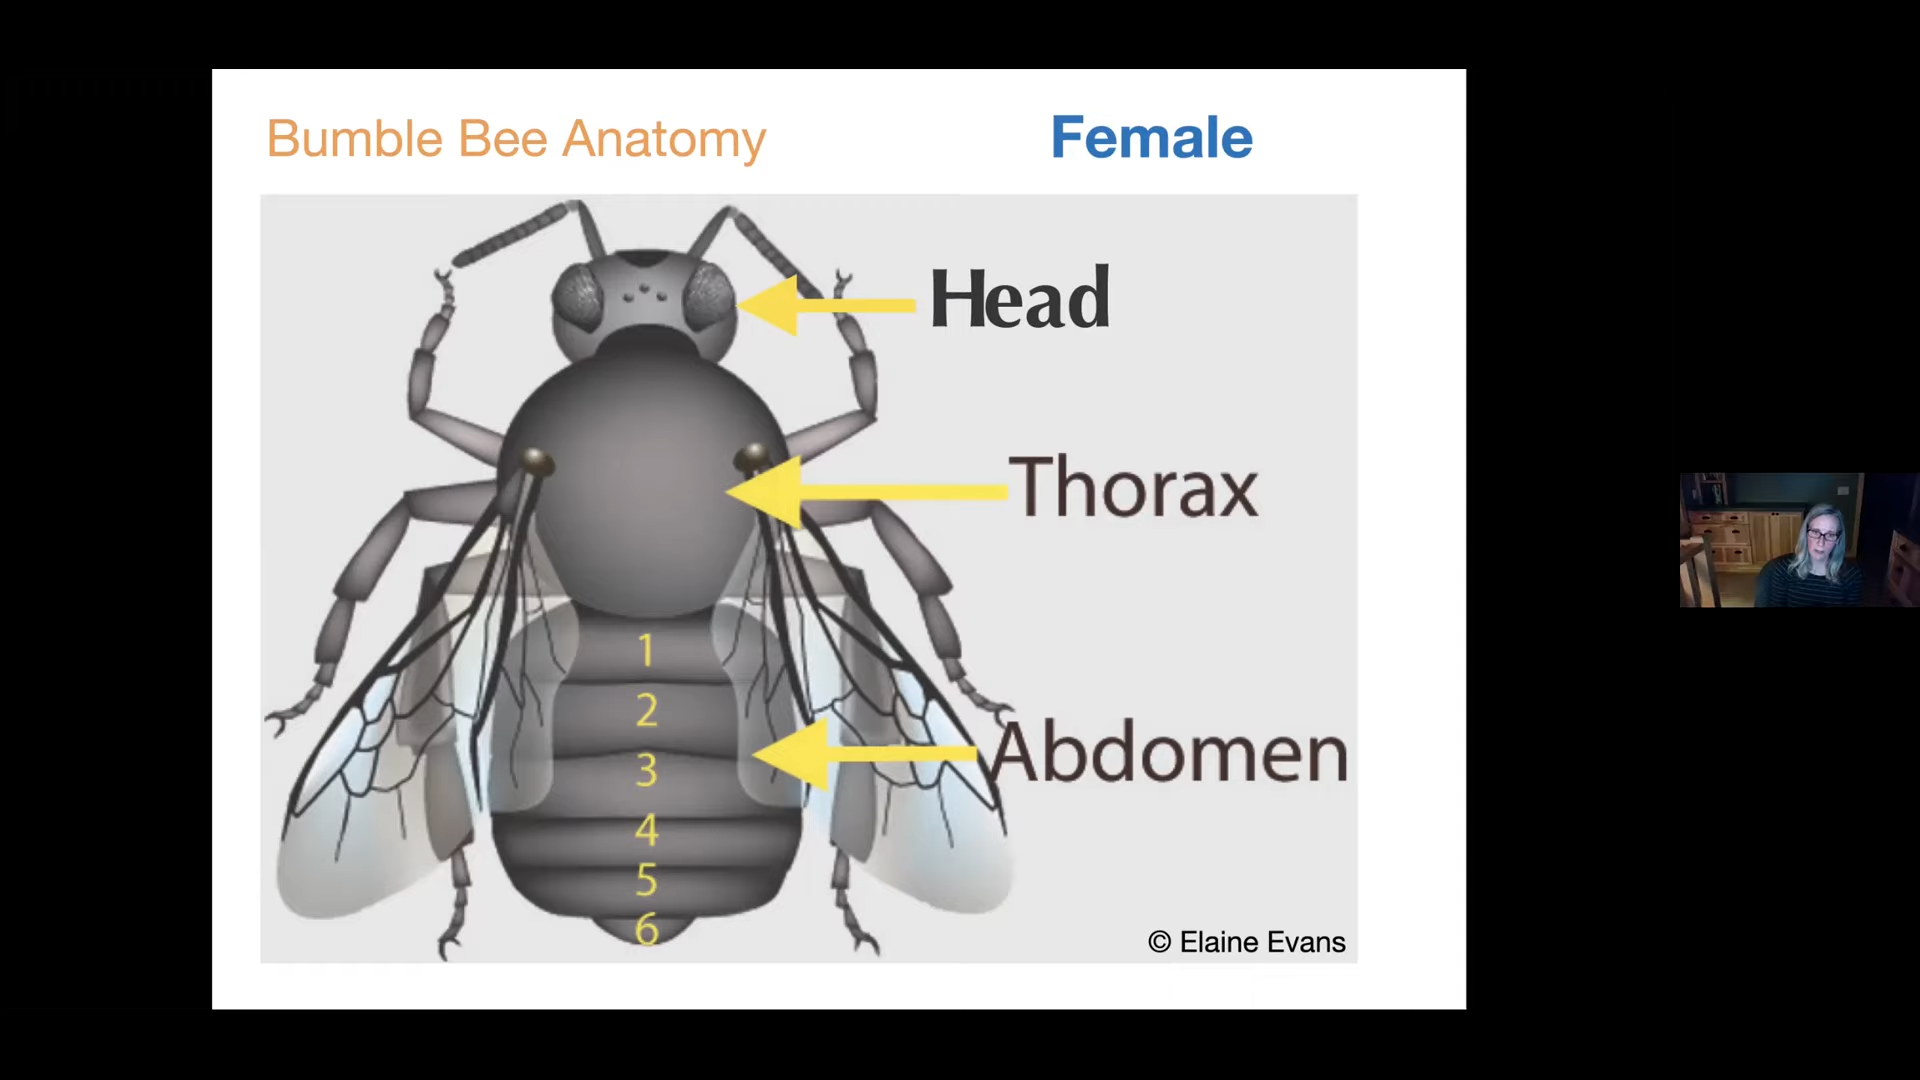 Bumble Bee Anatomy
Female
Head
Thorax
1
2
Abdomen
3
4
5
6
© Elaine Evans